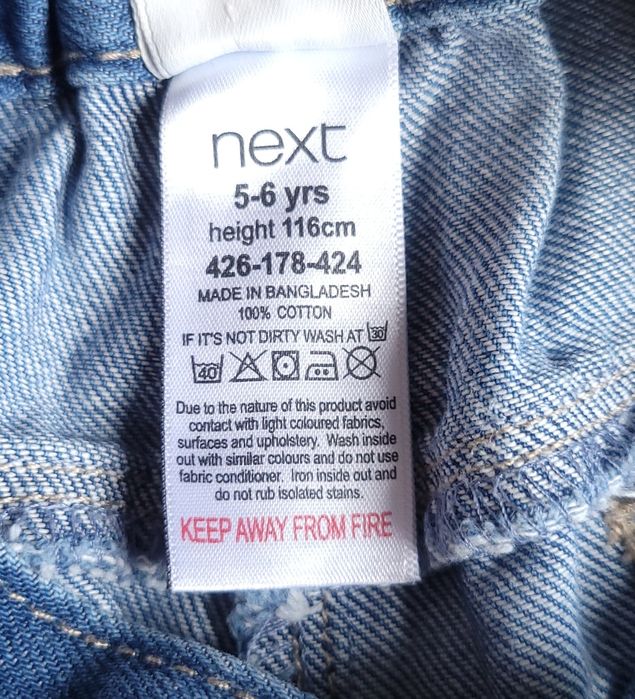 next
5-6 yrs
height 116cm
426-178-424
MADE IN BANGLADESH
100% COTTON
IF IT'S NOT DIRTY WASH AT 30
40
Due to the nature of this product avoid
contact with light coloured fabrics,
surfaces and upholstery. Wash inside
out with similar colours and do not use
fabric conditioner. Iron inside out and
do not rub isolated stains.
KEEP AWAY FROM FIRE